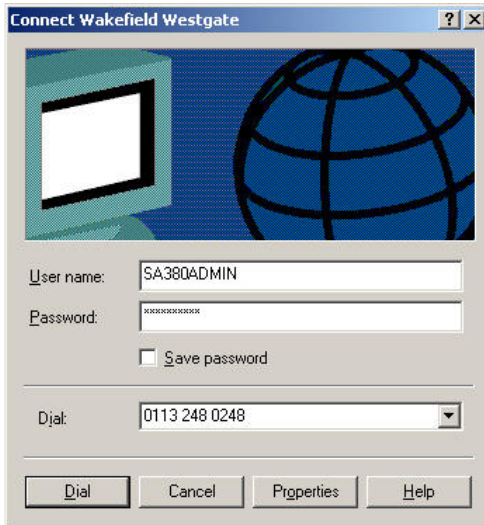 Connect Wakefield Westgate
User name: SA380ADMIN
Password: **********
Save password
Dial: 0113 248 0248
Dial Cancel Properties Help